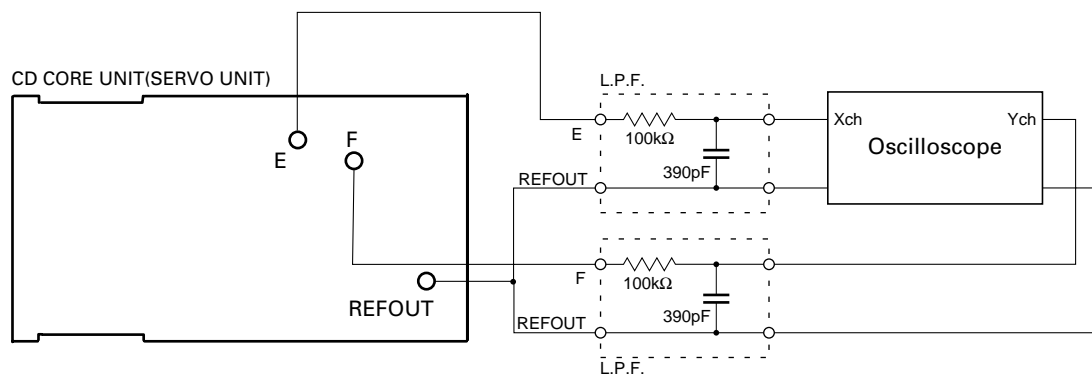 CD CORE UNIT(SERVO UNIT)
E
F
REFOUT
L.P.F.
E
100kΩ
390pF
REFOUT
Xch
Ych
Oscilloscope
F
100kΩ
390pF
REFOUT
L.P.F.